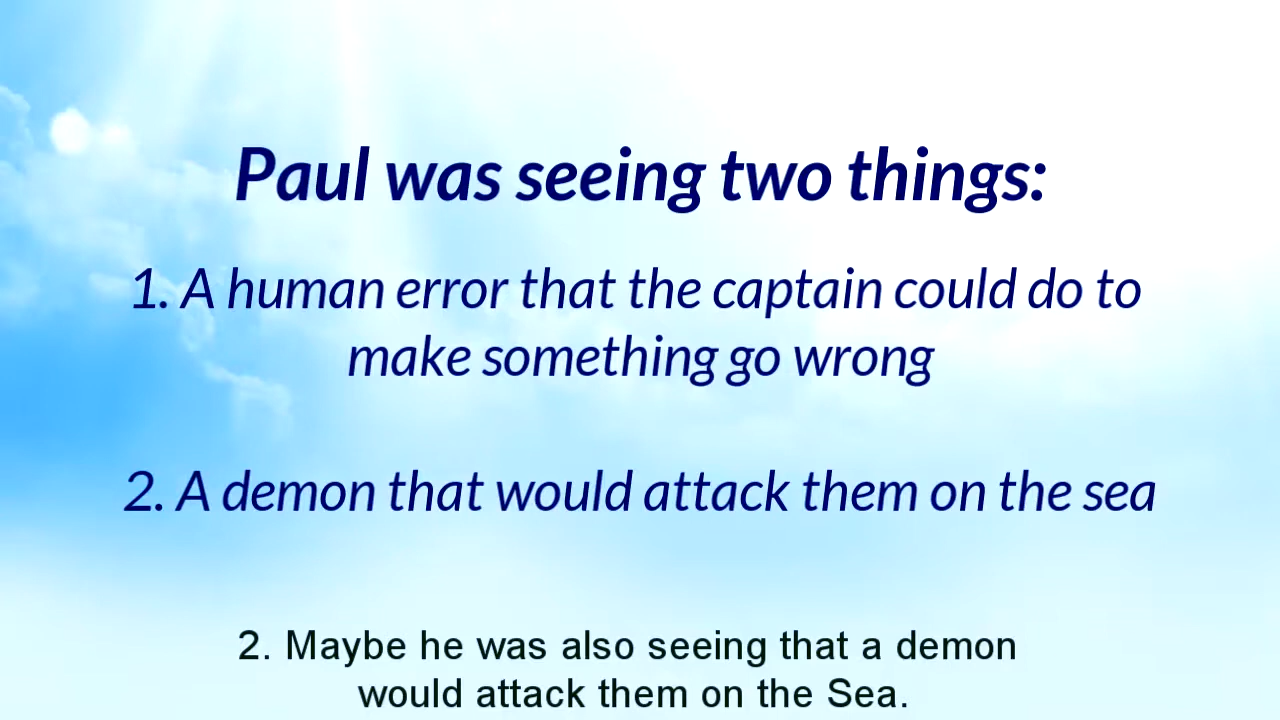 Paul was seeing two things:
1. A human error that the captain could do to
make something go wrong
2. A demon that would attack them on the sea
2. Maybe he was also seeing that a demon
would attack them on the Sea.